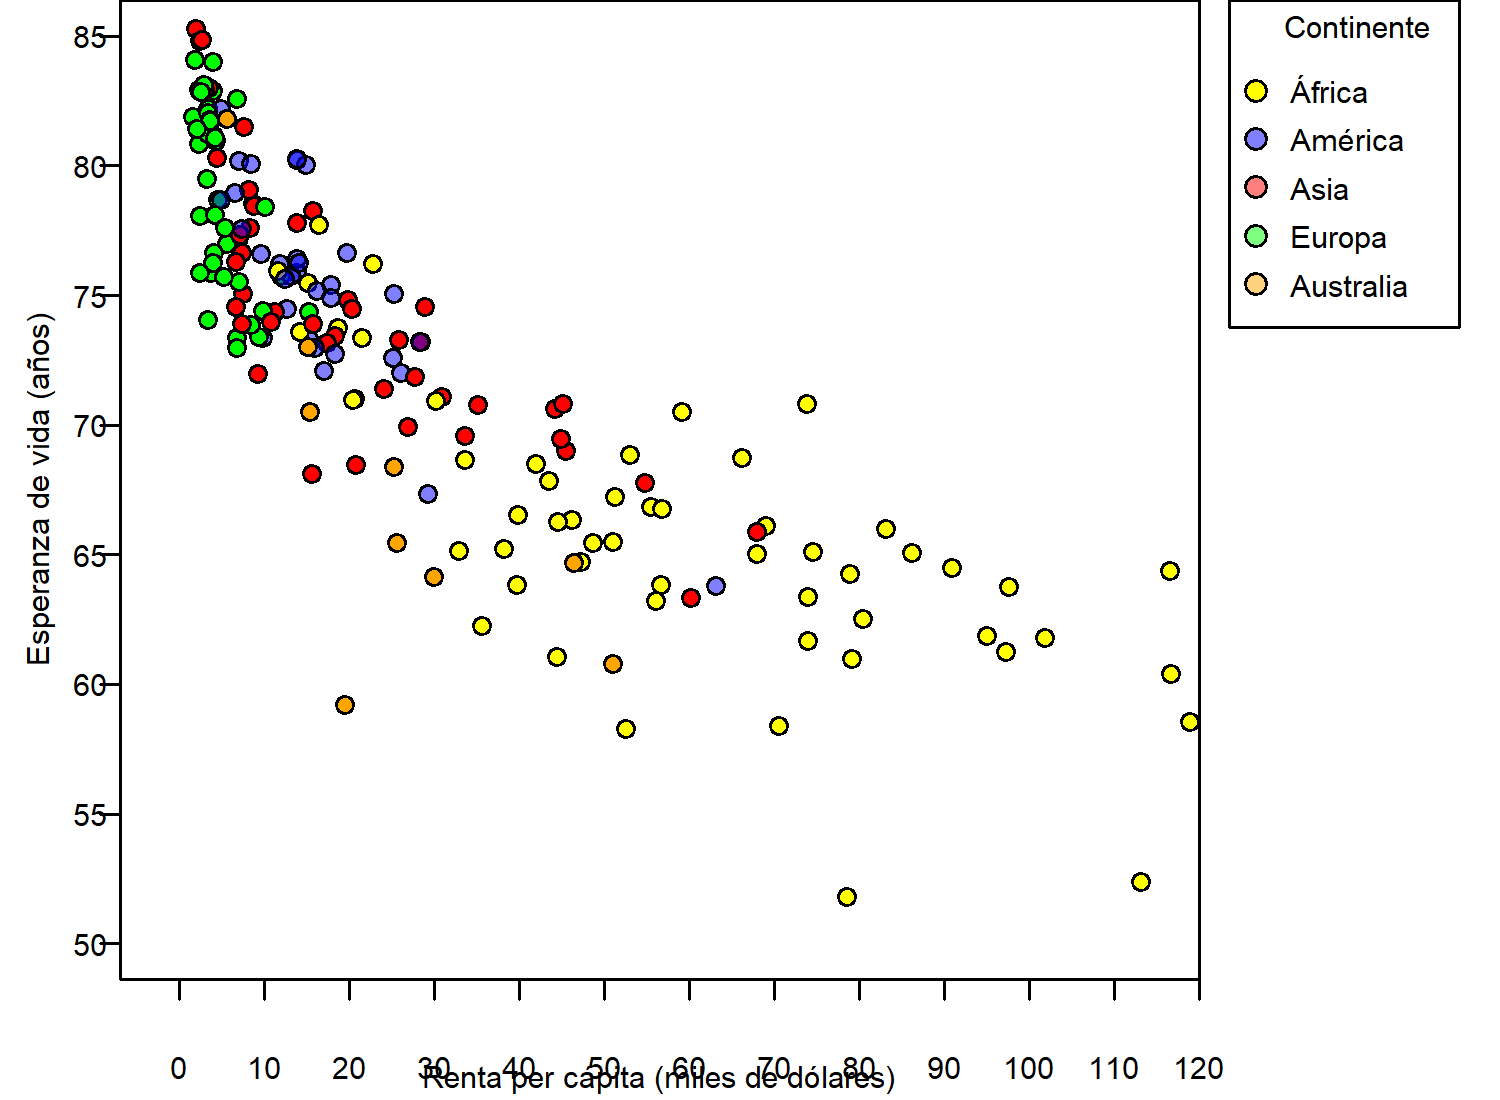 Continente
África
América
Asia
Europa
Australia
Esperanza de vida (años)
85
80
75
70
65
60
55
50
0 10 20 30 40 50 60 70 80 90 100 110 120
Renta per cápita (miles de dólares)